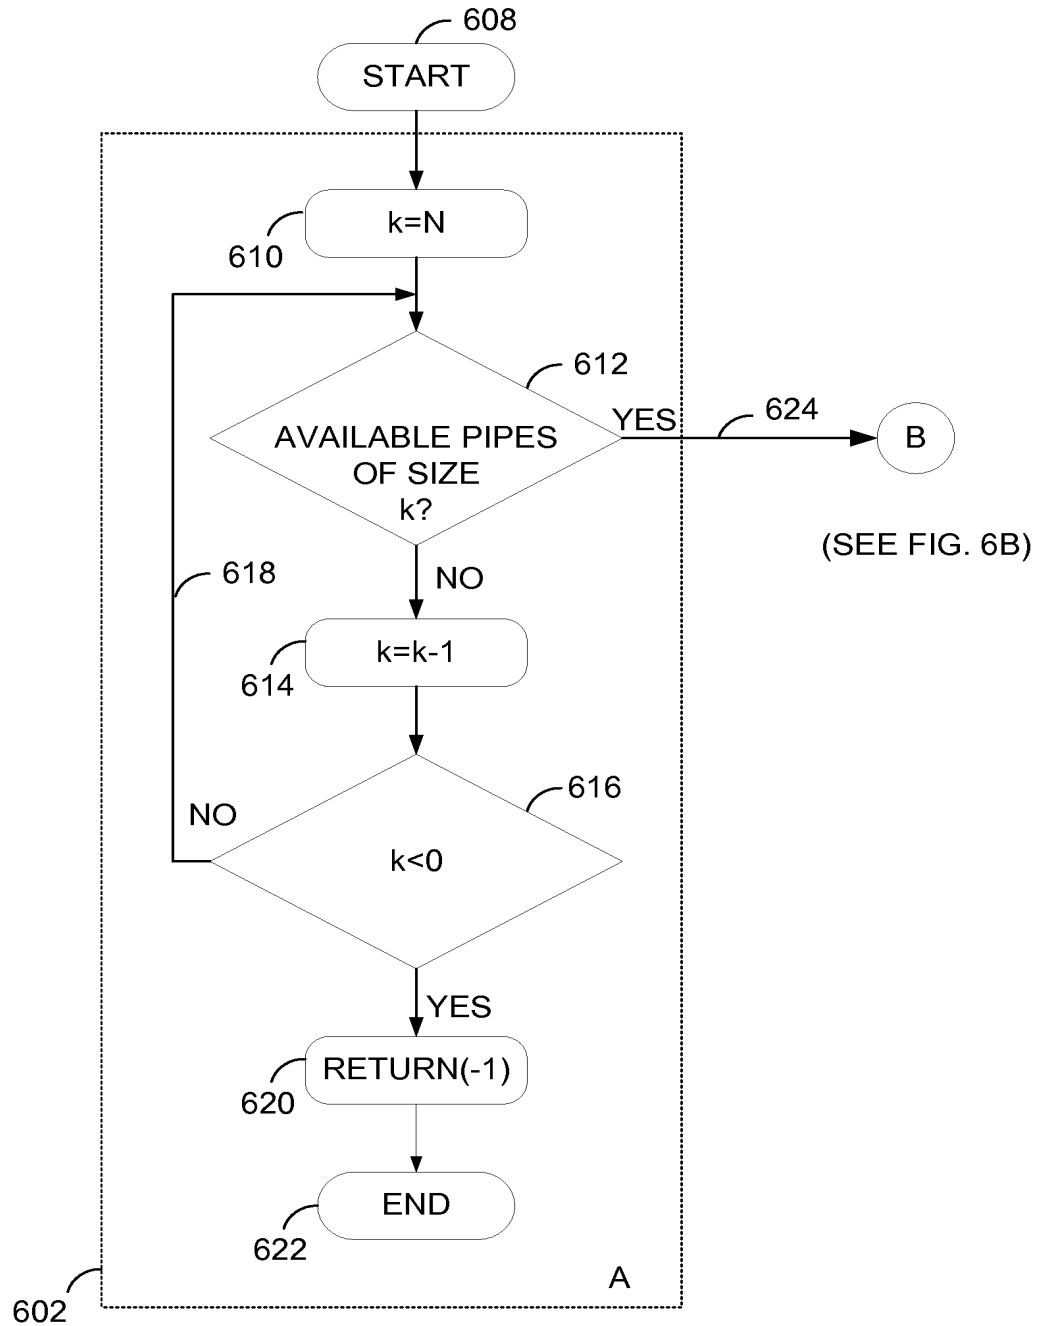 608
START
k=N
610
612
YES
624
B
AVAILABLE PIPES
OF SIZE
k?
(SEE FIG. 6B)
618
NO
k=k-1
614
616
NO
k<0
YES
RETURN(-1)
620
END
622
A
602